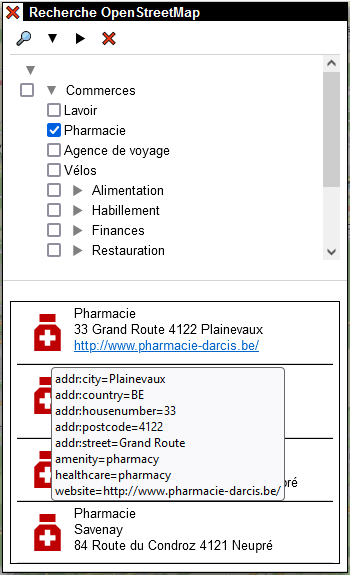 Recherche OpenStreetMap
Commerces
Lavoir
Pharmacie
Agence de voyage
Vélos
Alimentation
Habillement
Finances
Restauration
Pharmacie
33 Grand Route 4122 Plainevaux
http://www.pharmacie-darcis.be/
addr:city=Plainevaux
addr:country=BE
addr:housenumber=33
addr:postcode=4122
addr:street=Grand Route
amenity=pharmacy
healthcare=pharmacy
website=http://www.pharmacie-darcis.be/
Pharmacie
Savenay
84 Route du Condroz 4121 Neupré